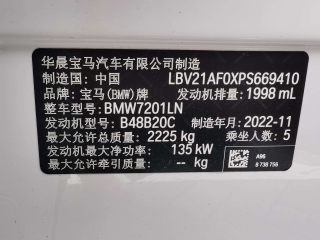 华晨宝马汽车有限公司制造
制造国：中国 LBV21AF0XPS669410
品牌：宝马(BMW)牌 发动机排量：1998 mL
整车型号：BMW7201LN
发动机型号：B48B20C 制造年月：2022-11
最大允许总质量：2225 kg 乘坐人数：5
发动机最大净功率：135 kW
最大允许牵引质量：-- kg
A96
8 738 756